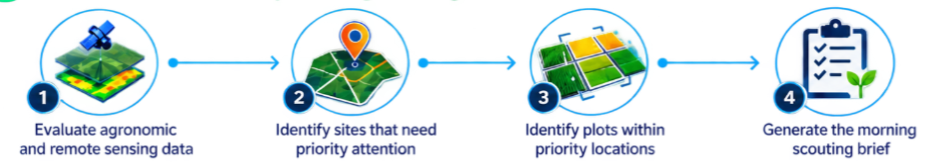 1
Evaluate agronomic
and remote sensing data
2
Identify sites that need
priority attention
3
Identify plots within
priority locations
4
Generate the morning
scouting brief